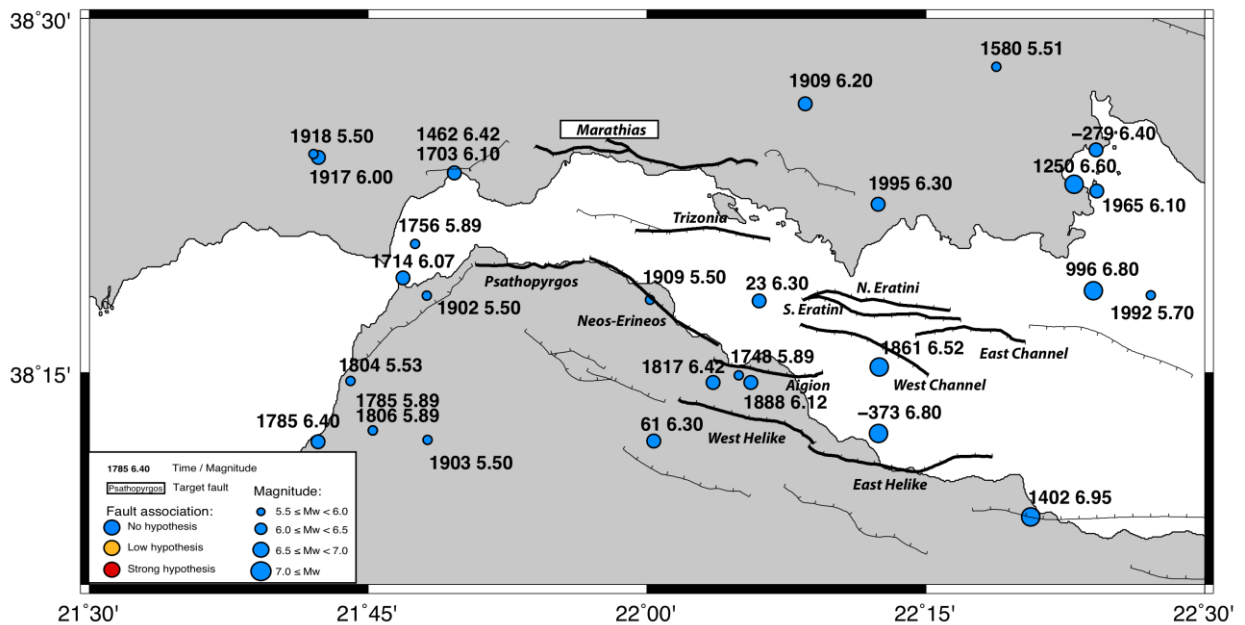 38°30'
1580 5.51
1909 6.20
1918 5.50
1462 6.42
Marathias
−279 6.40
1703 6.10
1250 6.60
1917 6.00
1995 6.30
1965 6.10
1756 5.89
Trizonia
1714 6.07
1909 5.50
23 6.30
N. Eratini
996 6.80
Psathopyrgos
S. Eratini
1902 5.50
1992 5.70
Neos-Erineos
1861 6.52
East Channel
38°15'
1804 5.53
1817 6.42
1748 5.89
Aigion
West Channel
1785 5.89
1888 6.12
1785 6.40
1806 5.89
61 6.30
−373 6.80
West Helike
1903 5.50
East Helike
1402 6.95
1785 6.40 Time / Magnitude
Psathopyrgos Target fault
Fault association:
No hypothesis
Low hypothesis
Strong hypothesis
Magnitude:
5.5 ≤ Mw < 6.0
6.0 ≤ Mw < 6.5
6.5 ≤ Mw < 7.0
7.0 ≤ Mw
21°30' 21°45' 22°00' 22°15' 22°30'